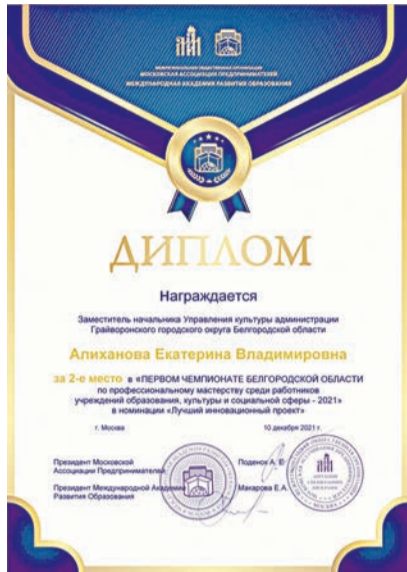 МЕЖРЕГИОНАЛЬНАЯ ОБЩЕСТВЕННАЯ ОРГАНИЗАЦИЯ
МОСКОВСКАЯ АССОЦИАЦИЯ ПРЕДПРИНИМАТЕЛЕЙ
МЕЖДУНАРОДНАЯ АКАДЕМИЯ РАЗВИТИЯ ОБРАЗОВАНИЯ
ДИПЛОМ
Награждается
Заместитель начальника Управления культуры администрации
Грайворонского городского округа Белгородской области
Алиханова Екатерина Владимировна
за 2-е место в «ПЕРВОМ ЧЕМПИОНАТЕ БЕЛГОРОДСКОЙ ОБЛАСТИ
по профессиональному мастерству среди работников
учреждений образования, культуры и социальной сферы - 2021»
в номинации «Лучший инновационный проект»
г. Москва 10 декабря 2021 г.
Президент Московской
Ассоциации Предпринимателей Поденок А. Е.
Президент Международной Академии
Развития Образования Макарова Е.А.